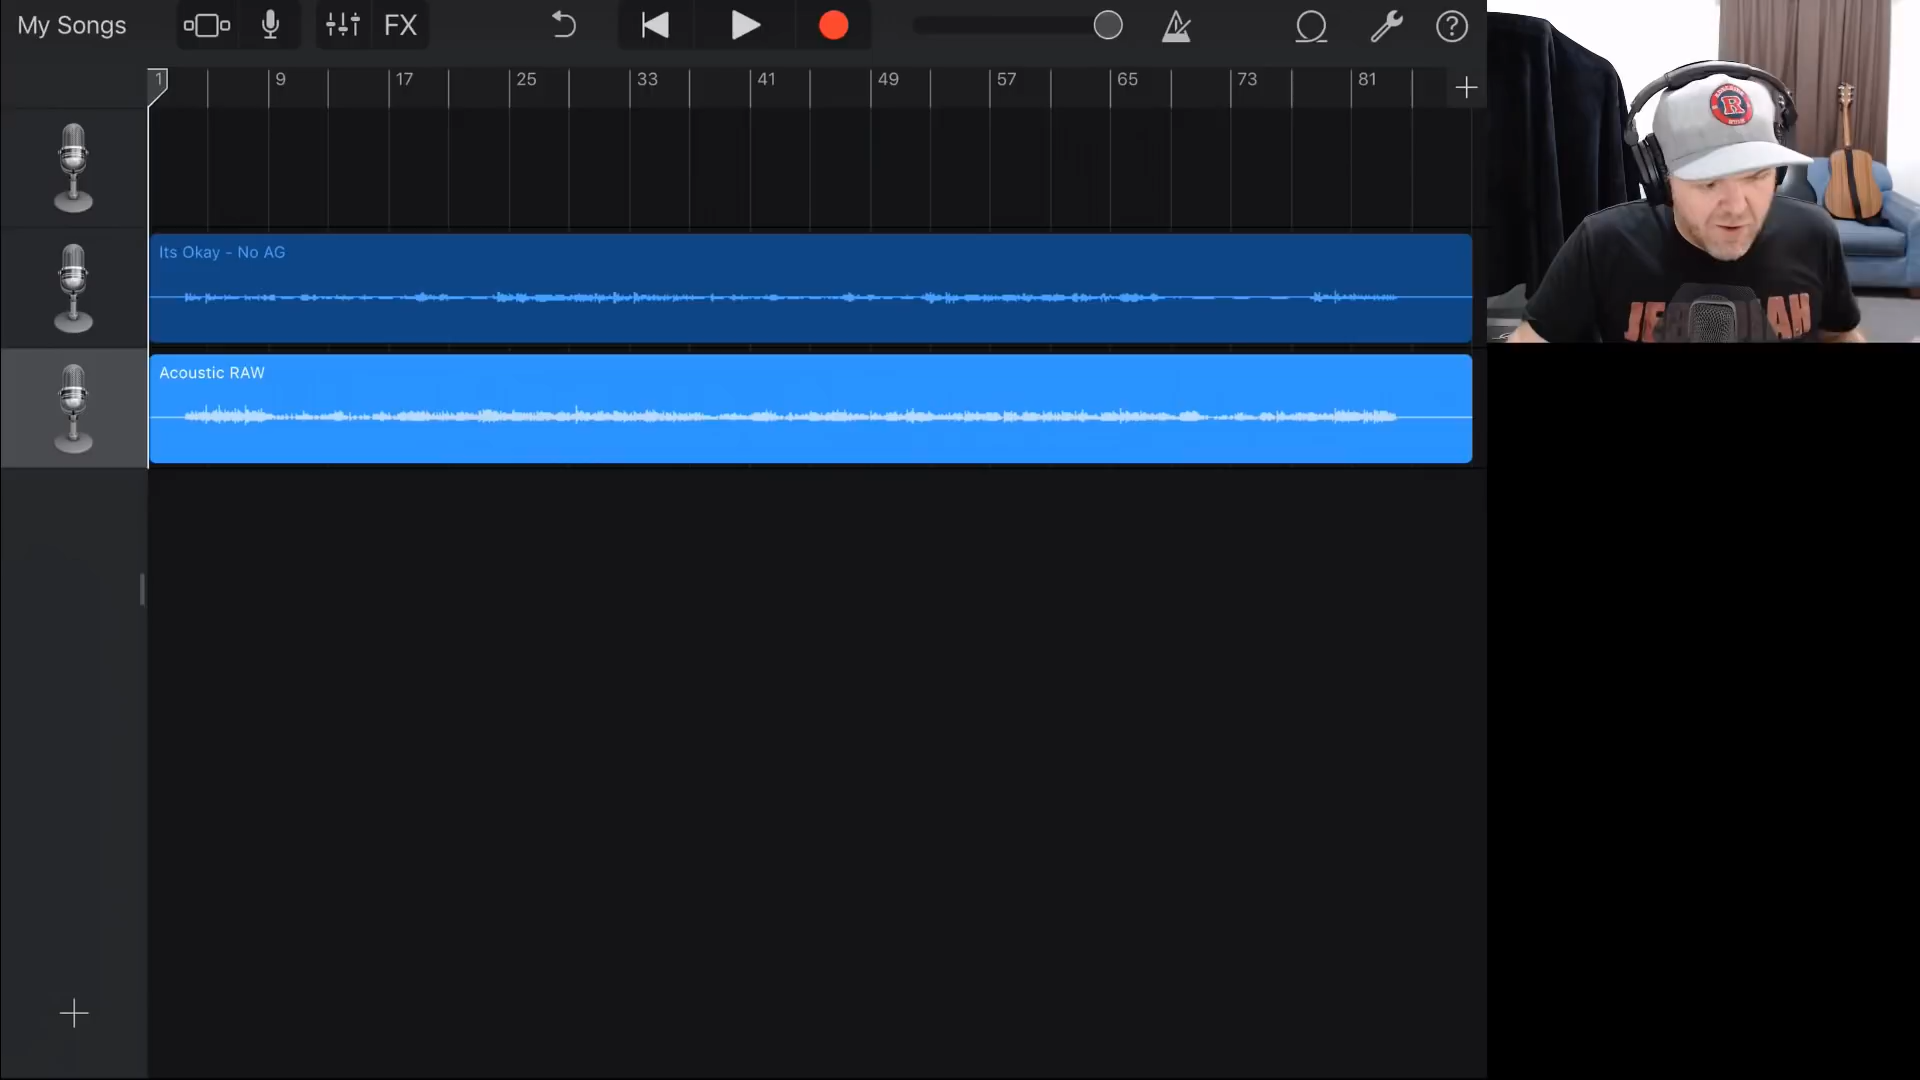 My Songs
FX
1 9 17 25 33 41 49 57 65 73 81
Its Okay - No AG
Acoustic RAW
R